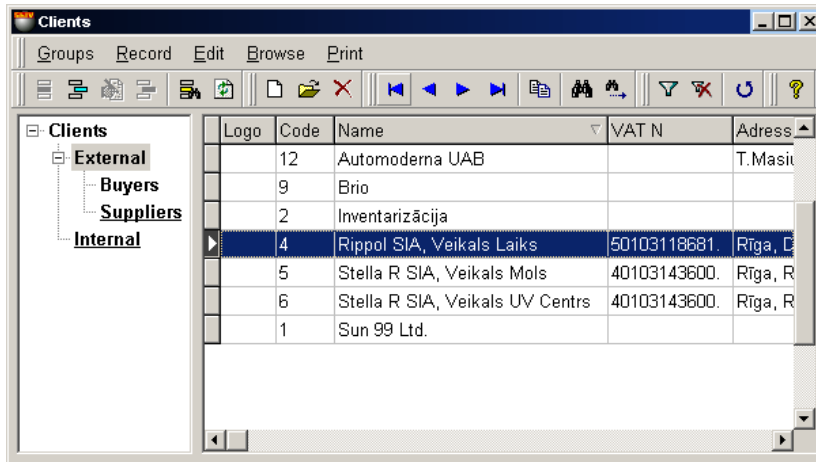 Clients
Groups Record Edit Browse Print
Clients
External
Buyers
Suppliers
Internal
Logo Code Name VAT N Adress
12 Automoderna UAB T.Masiu
9 Brio
2 Inventarizācija
4 Rippol SIA, Veikals Laiks 50103118681. Rīga, D
5 Stella R SIA, Veikals Mols 40103143600. Rīga, R
6 Stella R SIA, Veikals UV Centrs 40103143600. Rīga, R
1 Sun 99 Ltd.